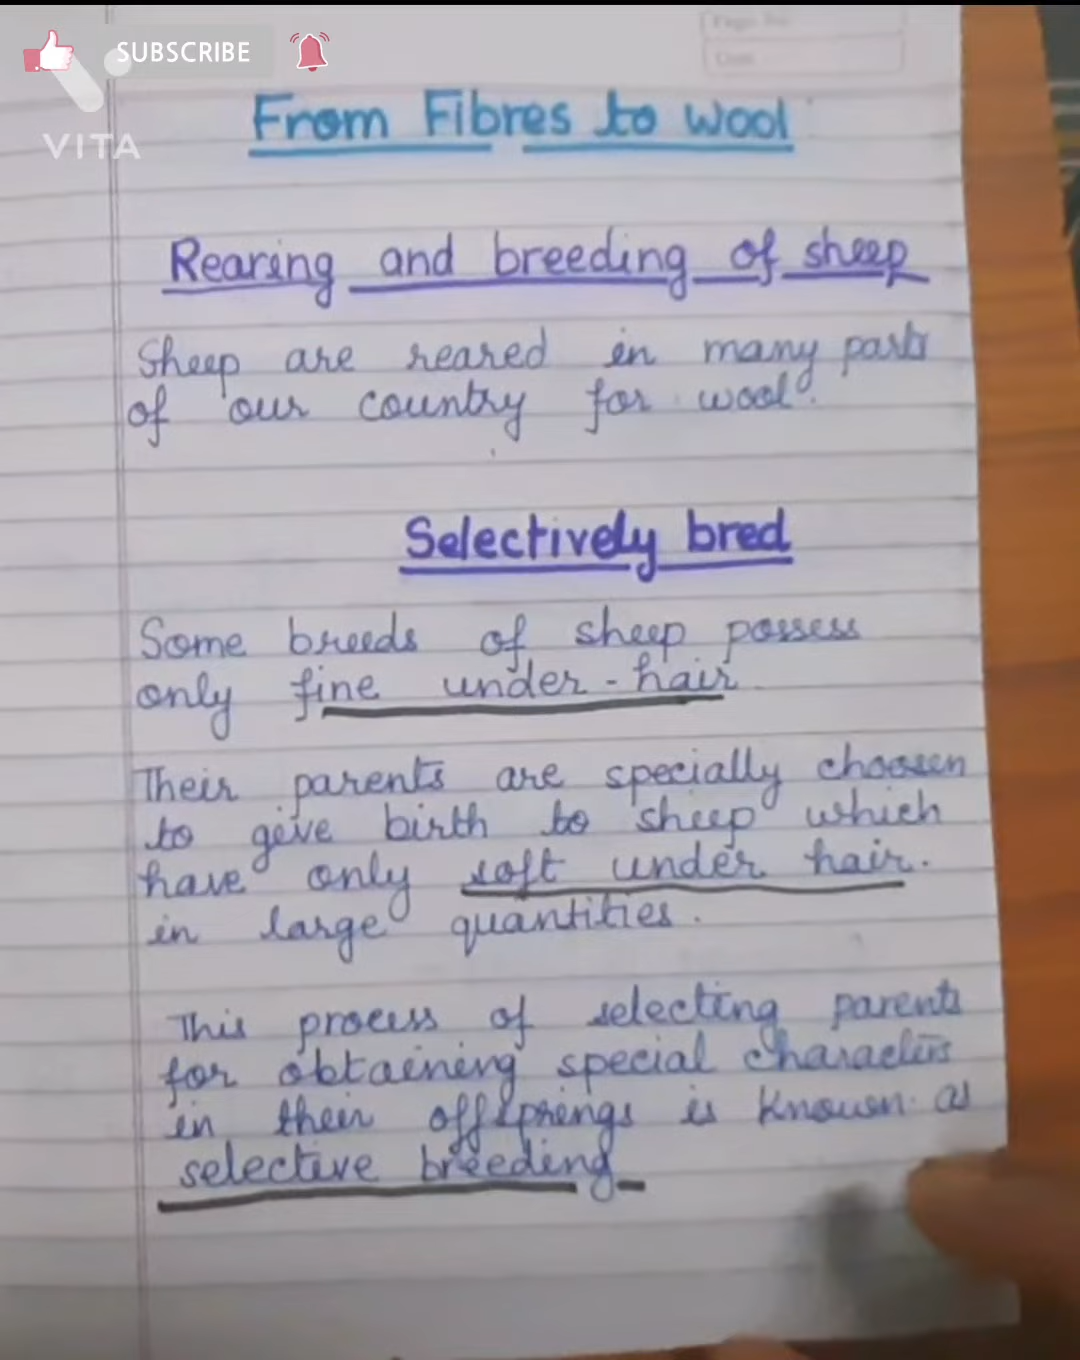 SUBSCRIBE
VITA
Page No
Date
From Fibres to wool
Rearing and breeding of sheep
Sheep are reared in many parts
of our country for wool.
Selectively bred
Some breeds of sheep possess
only fine under-hair
Their parents are specially choosen
to give birth to sheep which
have only soft under hair.
in large quantities.
This process of selecting parents
for obtaining special characters
in their offsprings is known as
selective breeding